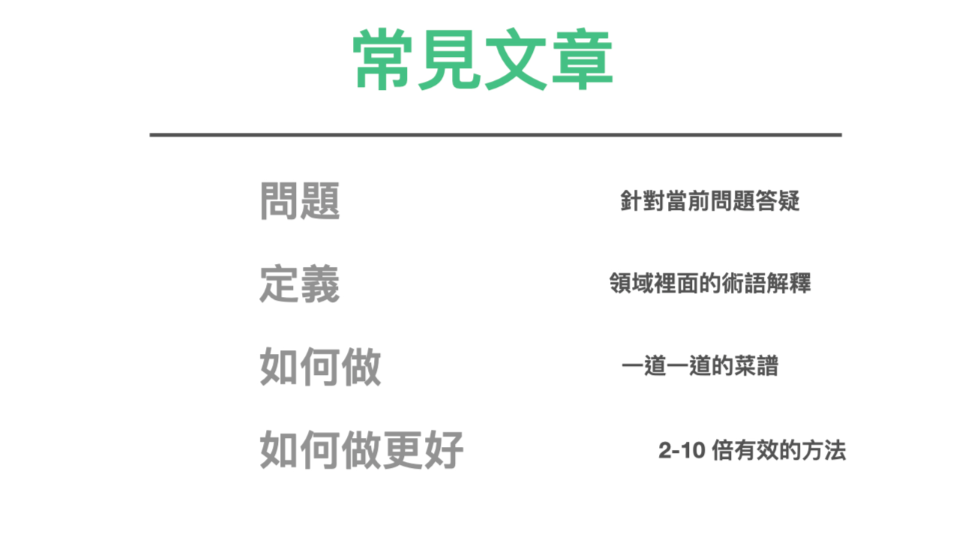 常見文章
問題 針對當前問題答疑
定義 領域裡面的術語解釋
如何做 一道一道的菜譜
如何做更好 2-10 倍有效的方法